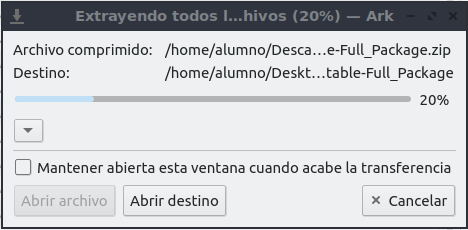 Extrayendo todos l...hivos (20%) — Ark
Archivo comprimido: /home/alumno/Desca...e-Full_Package.zip
Destino: /home/alumno/Deskt...table-Full_Package
20%
Mantener abierta esta ventana cuando acabe la transferencia
Abrir archivo Abrir destino Cancelar